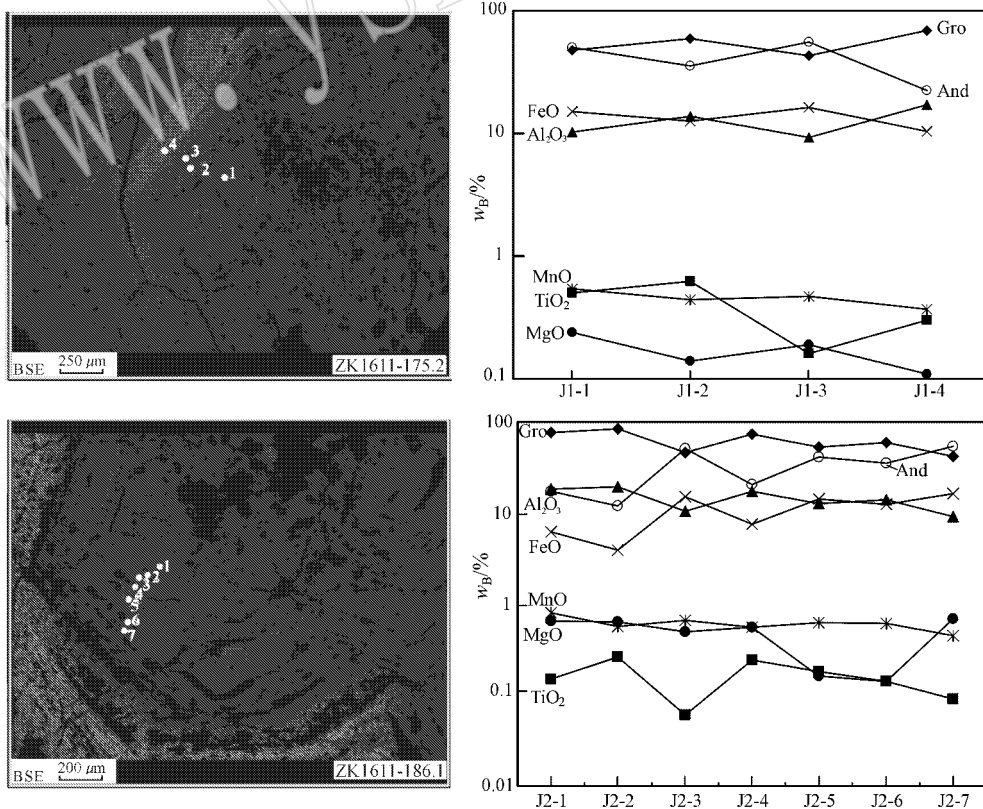 www. ys
4
3
2
1
BSE
250 μm
ZK1611-175.2
100
10
1
0.1
wB/%
Gro
And
FeO
Al2O3
MnO
TiO2
MgO
J1-1
J1-2
J1-3
J1-4
1
2
3
5
6
7
BSE
200 μm
ZK1611-186.1
100
10
1
0.1
0.01
wB/%
Gro
And
Al2O3
FeO
MnO
MgO
TiO2
J2-1
J2-2
J2-3
J2-4
J2-5
J2-6
J2-7